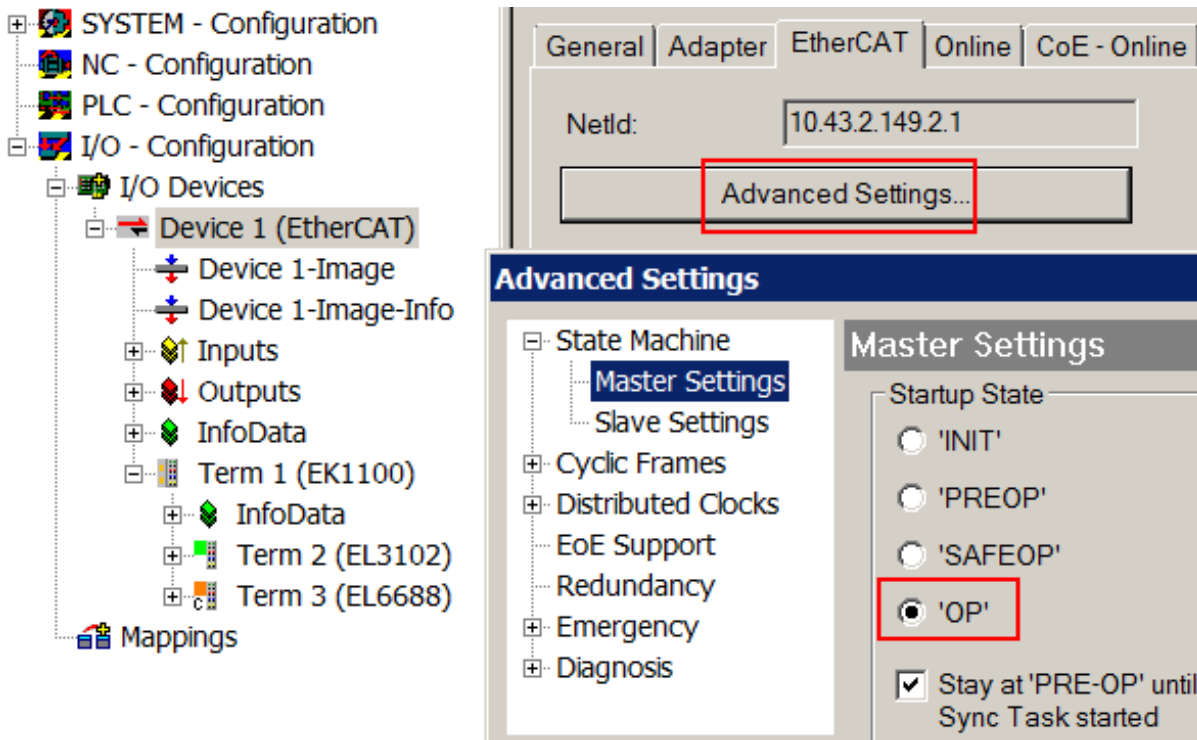 SYSTEM - Configuration
NC - Configuration
PLC - Configuration
I/O - Configuration
I/O Devices
Device 1 (EtherCAT)
Device 1-Image
Device 1-Image-Info
Inputs
Outputs
InfoData
Term 1 (EK1100)
InfoData
Term 2 (EL3102)
C
Term 3 (EL6688)
Mappings
General Adapter EtherCAT Online CoE - Online
NetId: 10.43.2.149.2.1
Advanced Settings...
Advanced Settings
State Machine
Master Settings
Slave Settings
Cyclic Frames
Distributed Clocks
EoE Support
Redundancy
Emergency
Diagnosis
Master Settings
Startup State
'INIT'
'PREOP'
'SAFEOP'
'OP'
Stay at 'PRE-OP' until
Sync Task started